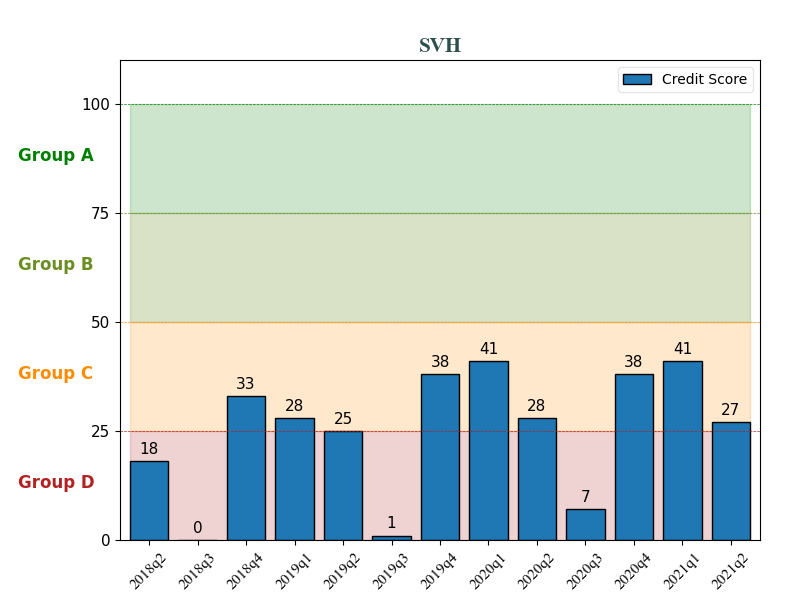 SVH
Credit Score
100
Group A
75
Group B
50
Group C
25
Group D
0
18
0
33
28
25
1
38
41
28
7
38
41
27
2018q2
2018q3
2018q4
2019q1
2019q2
2019q3
2019q4
2020q1
2020q2
2020q3
2020q4
2021q1
2021q2